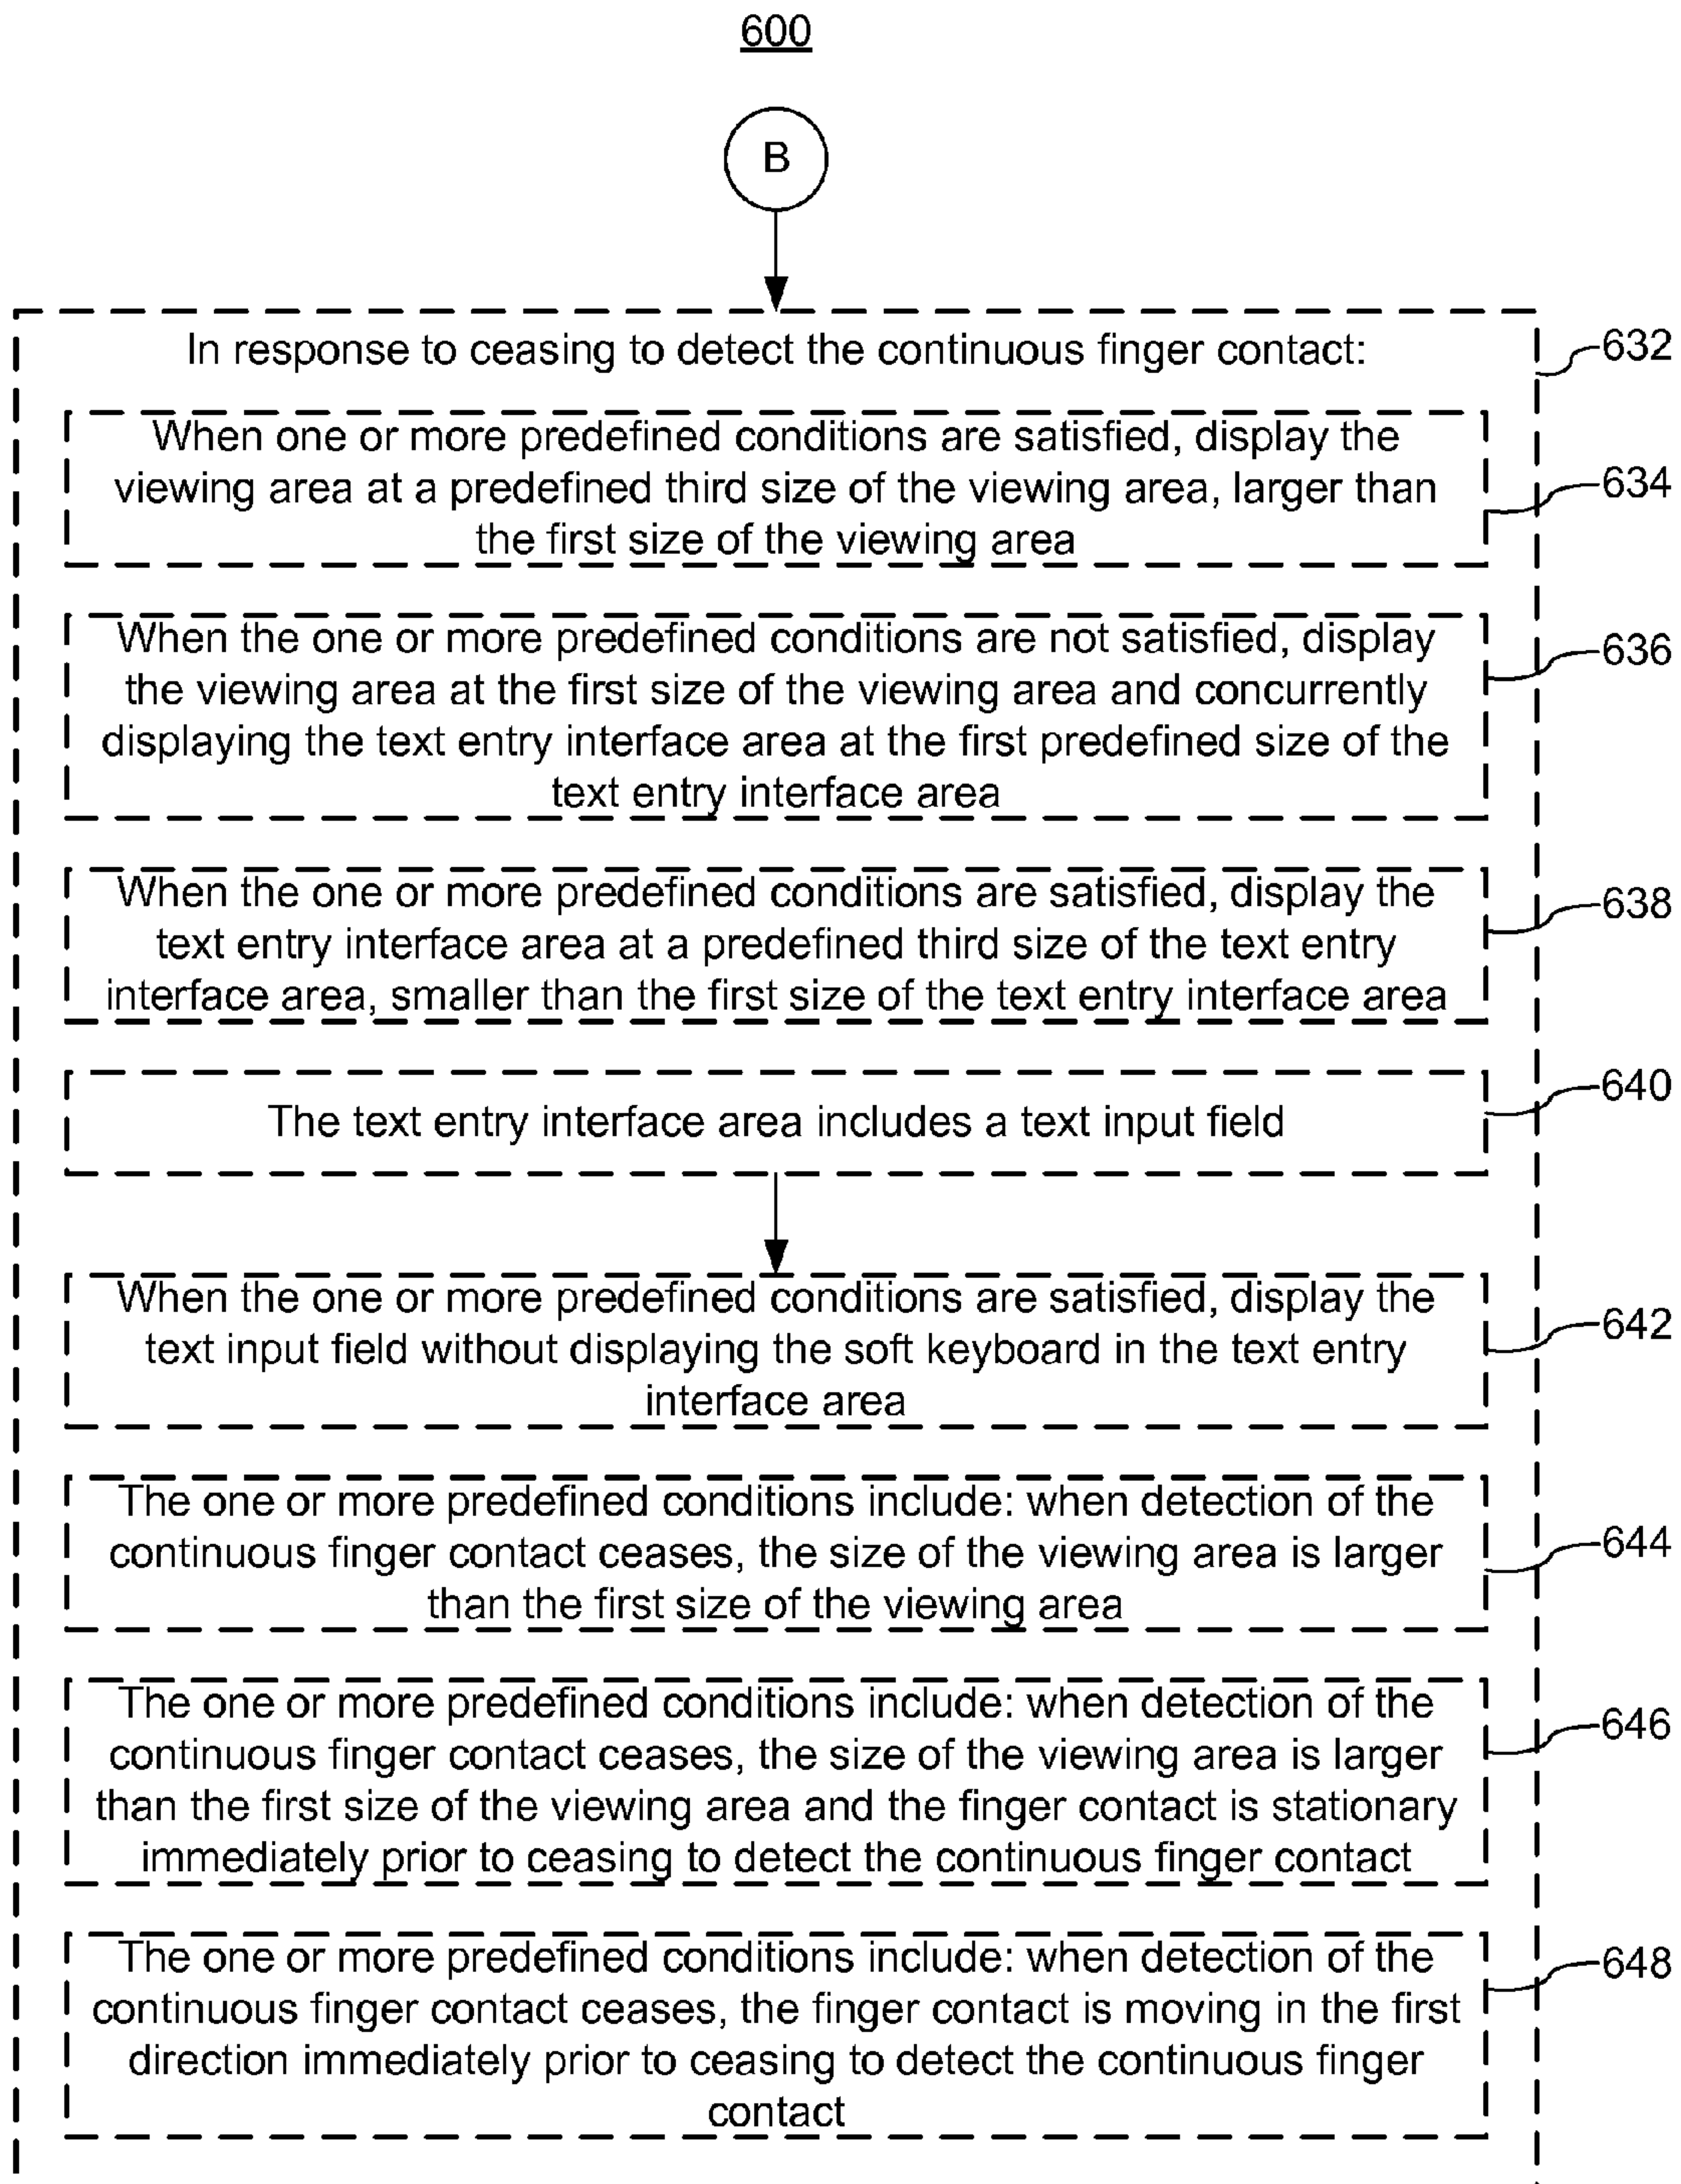 600
B
In response to ceasing to detect the continuous finger contact:
632
When one or more predefined conditions are satisfied, display the
viewing area at a predefined third size of the viewing area, larger than
the first size of the viewing area
634
When the one or more predefined conditions are not satisfied, display
the viewing area at the first size of the viewing area and concurrently
displaying the text entry interface area at the first predefined size of the
text entry interface area
636
When the one or more predefined conditions are satisfied, display the
text entry interface area at a predefined third size of the text entry
interface area, smaller than the first size of the text entry interface area
638
The text entry interface area includes a text input field
640
When the one or more predefined conditions are satisfied, display the
text input field without displaying the soft keyboard in the text entry
interface area
642
The one or more predefined conditions include: when detection of the
continuous finger contact ceases, the size of the viewing area is larger
than the first size of the viewing area
644
The one or more predefined conditions include: when detection of the
continuous finger contact ceases, the size of the viewing area is larger
than the first size of the viewing area and the finger contact is stationary
immediately prior to ceasing to detect the continuous finger contact
646
The one or more predefined conditions include: when detection of the
continuous finger contact ceases, the finger contact is moving in the first
direction immediately prior to ceasing to detect the continuous finger
contact
648